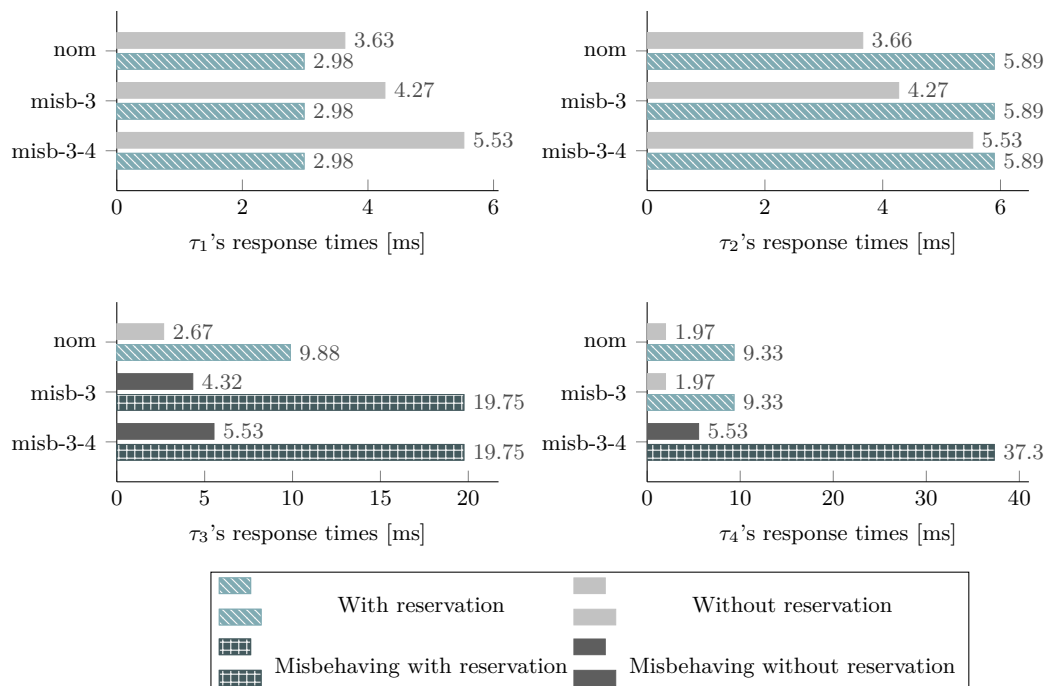 nom
3.63
2.98
misb-3
4.27
2.98
misb-3-4
5.53
2.98
0 2 4 6
τ1's response times [ms]
nom
3.66
5.89
misb-3
4.27
5.89
misb-3-4
5.53
5.89
0 2 4 6
τ2's response times [ms]
nom
2.67
9.88
misb-3
4.32
19.75
misb-3-4
5.53
19.75
0 5 10 15 20
τ3's response times [ms]
nom
1.97
9.33
misb-3
1.97
9.33
misb-3-4
5.53
37.3
0 10 20 30 40
τ4's response times [ms]
With reservation
Without reservation
Misbehaving with reservation
Misbehaving without reservation